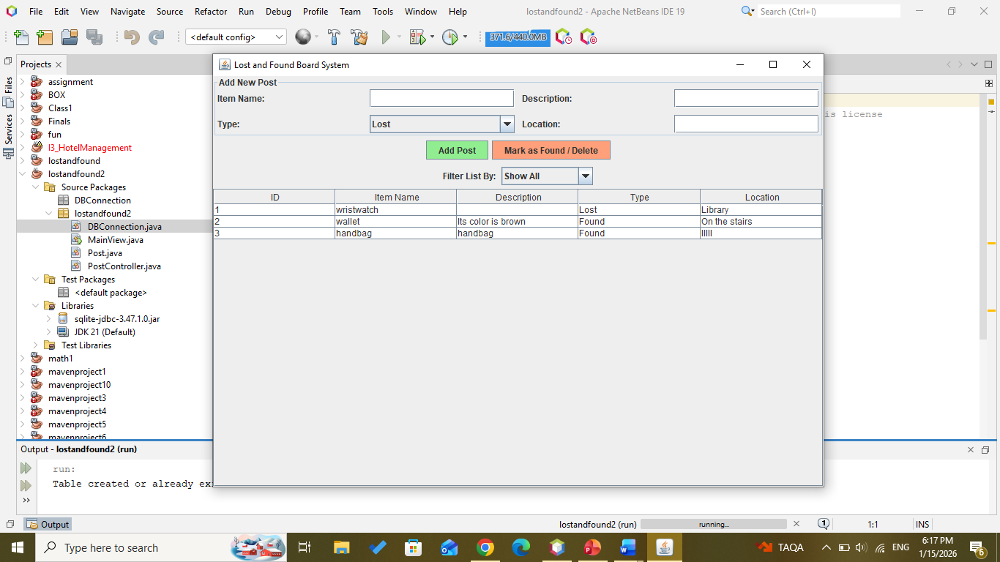 File Edit View Navigate Source Refactor Run Debug Profile Team Tools Window Help
lostandfound2 - Apache NetBeans IDE 19
Search (Ctrl+I)
<default config>
371.6/440.0MB
Projects
Files
Services
assignment
BOX
Class1
Finals
fun
l3_HotelManagement
lostandfound
lostandfound2
Source Packages
DBConnection
lostandfound2
DBConnection.java
MainView.java
Post.java
PostController.java
Test Packages
<default package>
Libraries
sqlite-jdbc-3.47.1.0.jar
JDK 21 (Default)
Test Libraries
math1
mavenproject1
mavenproject10
mavenproject3
mavenproject4
mavenproject5
mavenproject6
Lost and Found Board System
Add New Post
Item Name: Description:
Type: Lost Location:
Add Post Mark as Found / Delete
Filter List By: Show All
ID Item Name Description Type Location
1 wristwatch Lost Library
2 wallet Its color is brown Found On the stairs
3 handbag handbag Found lllll
is license
Output - lostandfound2 (run)
run:
Table created or already ex
Output
lostandfound2 (run) running... 1 1:1 INS
Type here to search
TAQA ENG
6:17 PM
1/15/2026
6